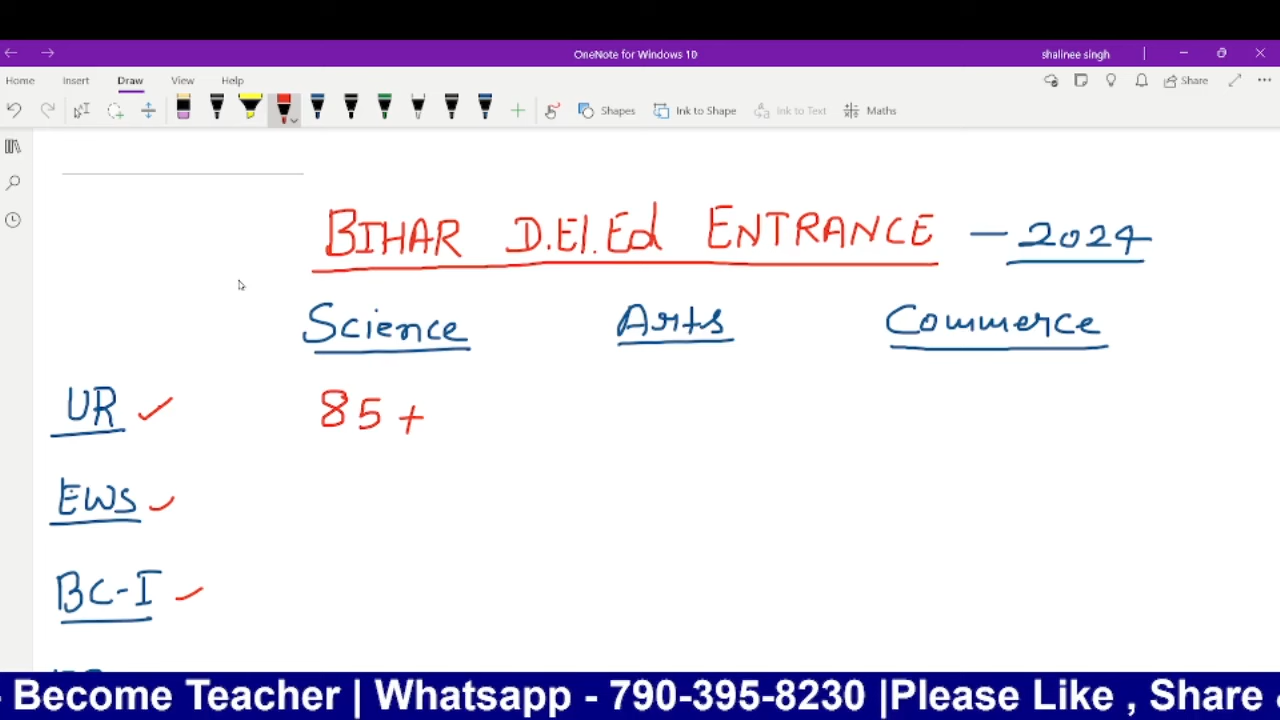 OneNote for Windows 10
shalinee singh
Home Insert Draw View Help
Share
Shapes Ink to Shape Ink to Text Maths
BIHAR D.El.Ed ENTRANCE - 2024
Science Arts Commerce
UR 85+
EWS
BC-I
- Become Teacher | Whatsapp - 790-395-8230 |Please Like , Share